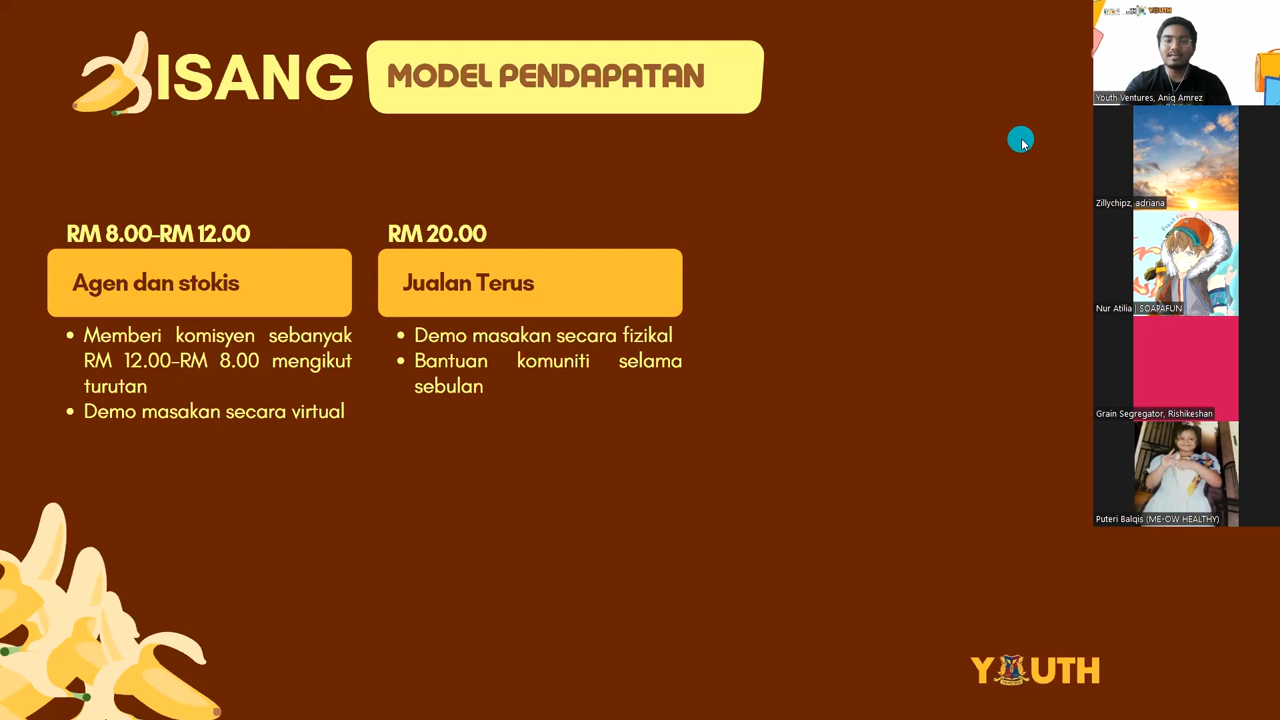 ISANG
MODEL PENDAPATAN
RM 8.00-RM 12.00
Agen dan stokis
• Memberi komisyen sebanyak
RM 12.00-RM 8.00 mengikut
turutan
• Demo masakan secara virtual
RM 20.00
Jualan Terus
• Demo masakan secara fizikal
• Bantuan komuniti selama
sebulan
YOUTH
Youth Ventures, Aniq Amrez
Zillychipz, adriana
Nur Atilia | SOAPAFUN
Grain Segregator, Rishikeshan
Puteri Balqis (ME-OW HEALTHY)